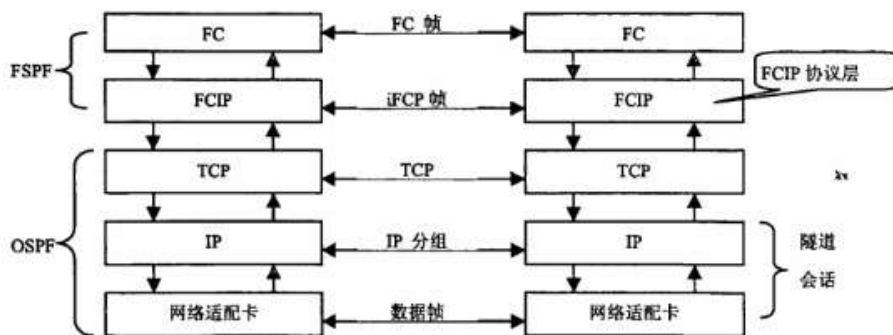 FC
FC 帧
FC
FSPF
FCIP 协议层
FCIP
iFCP 帧
FCIP
TCP
TCP
TCP
OSPF
IP
IP 分组
IP
隧道
会话
网络适配卡
数据帧
网络适配卡